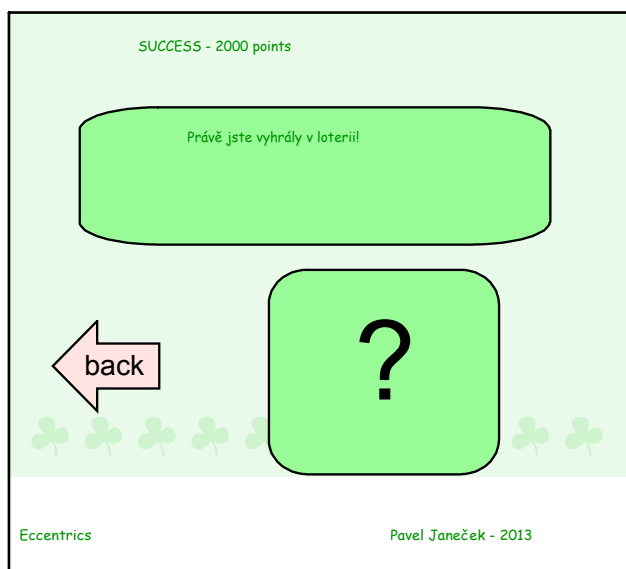 SUCCESS - 2000 points
Právě jste vyhrály v loterii!
?
back
Eccentrics
Pavel Janeček - 2013